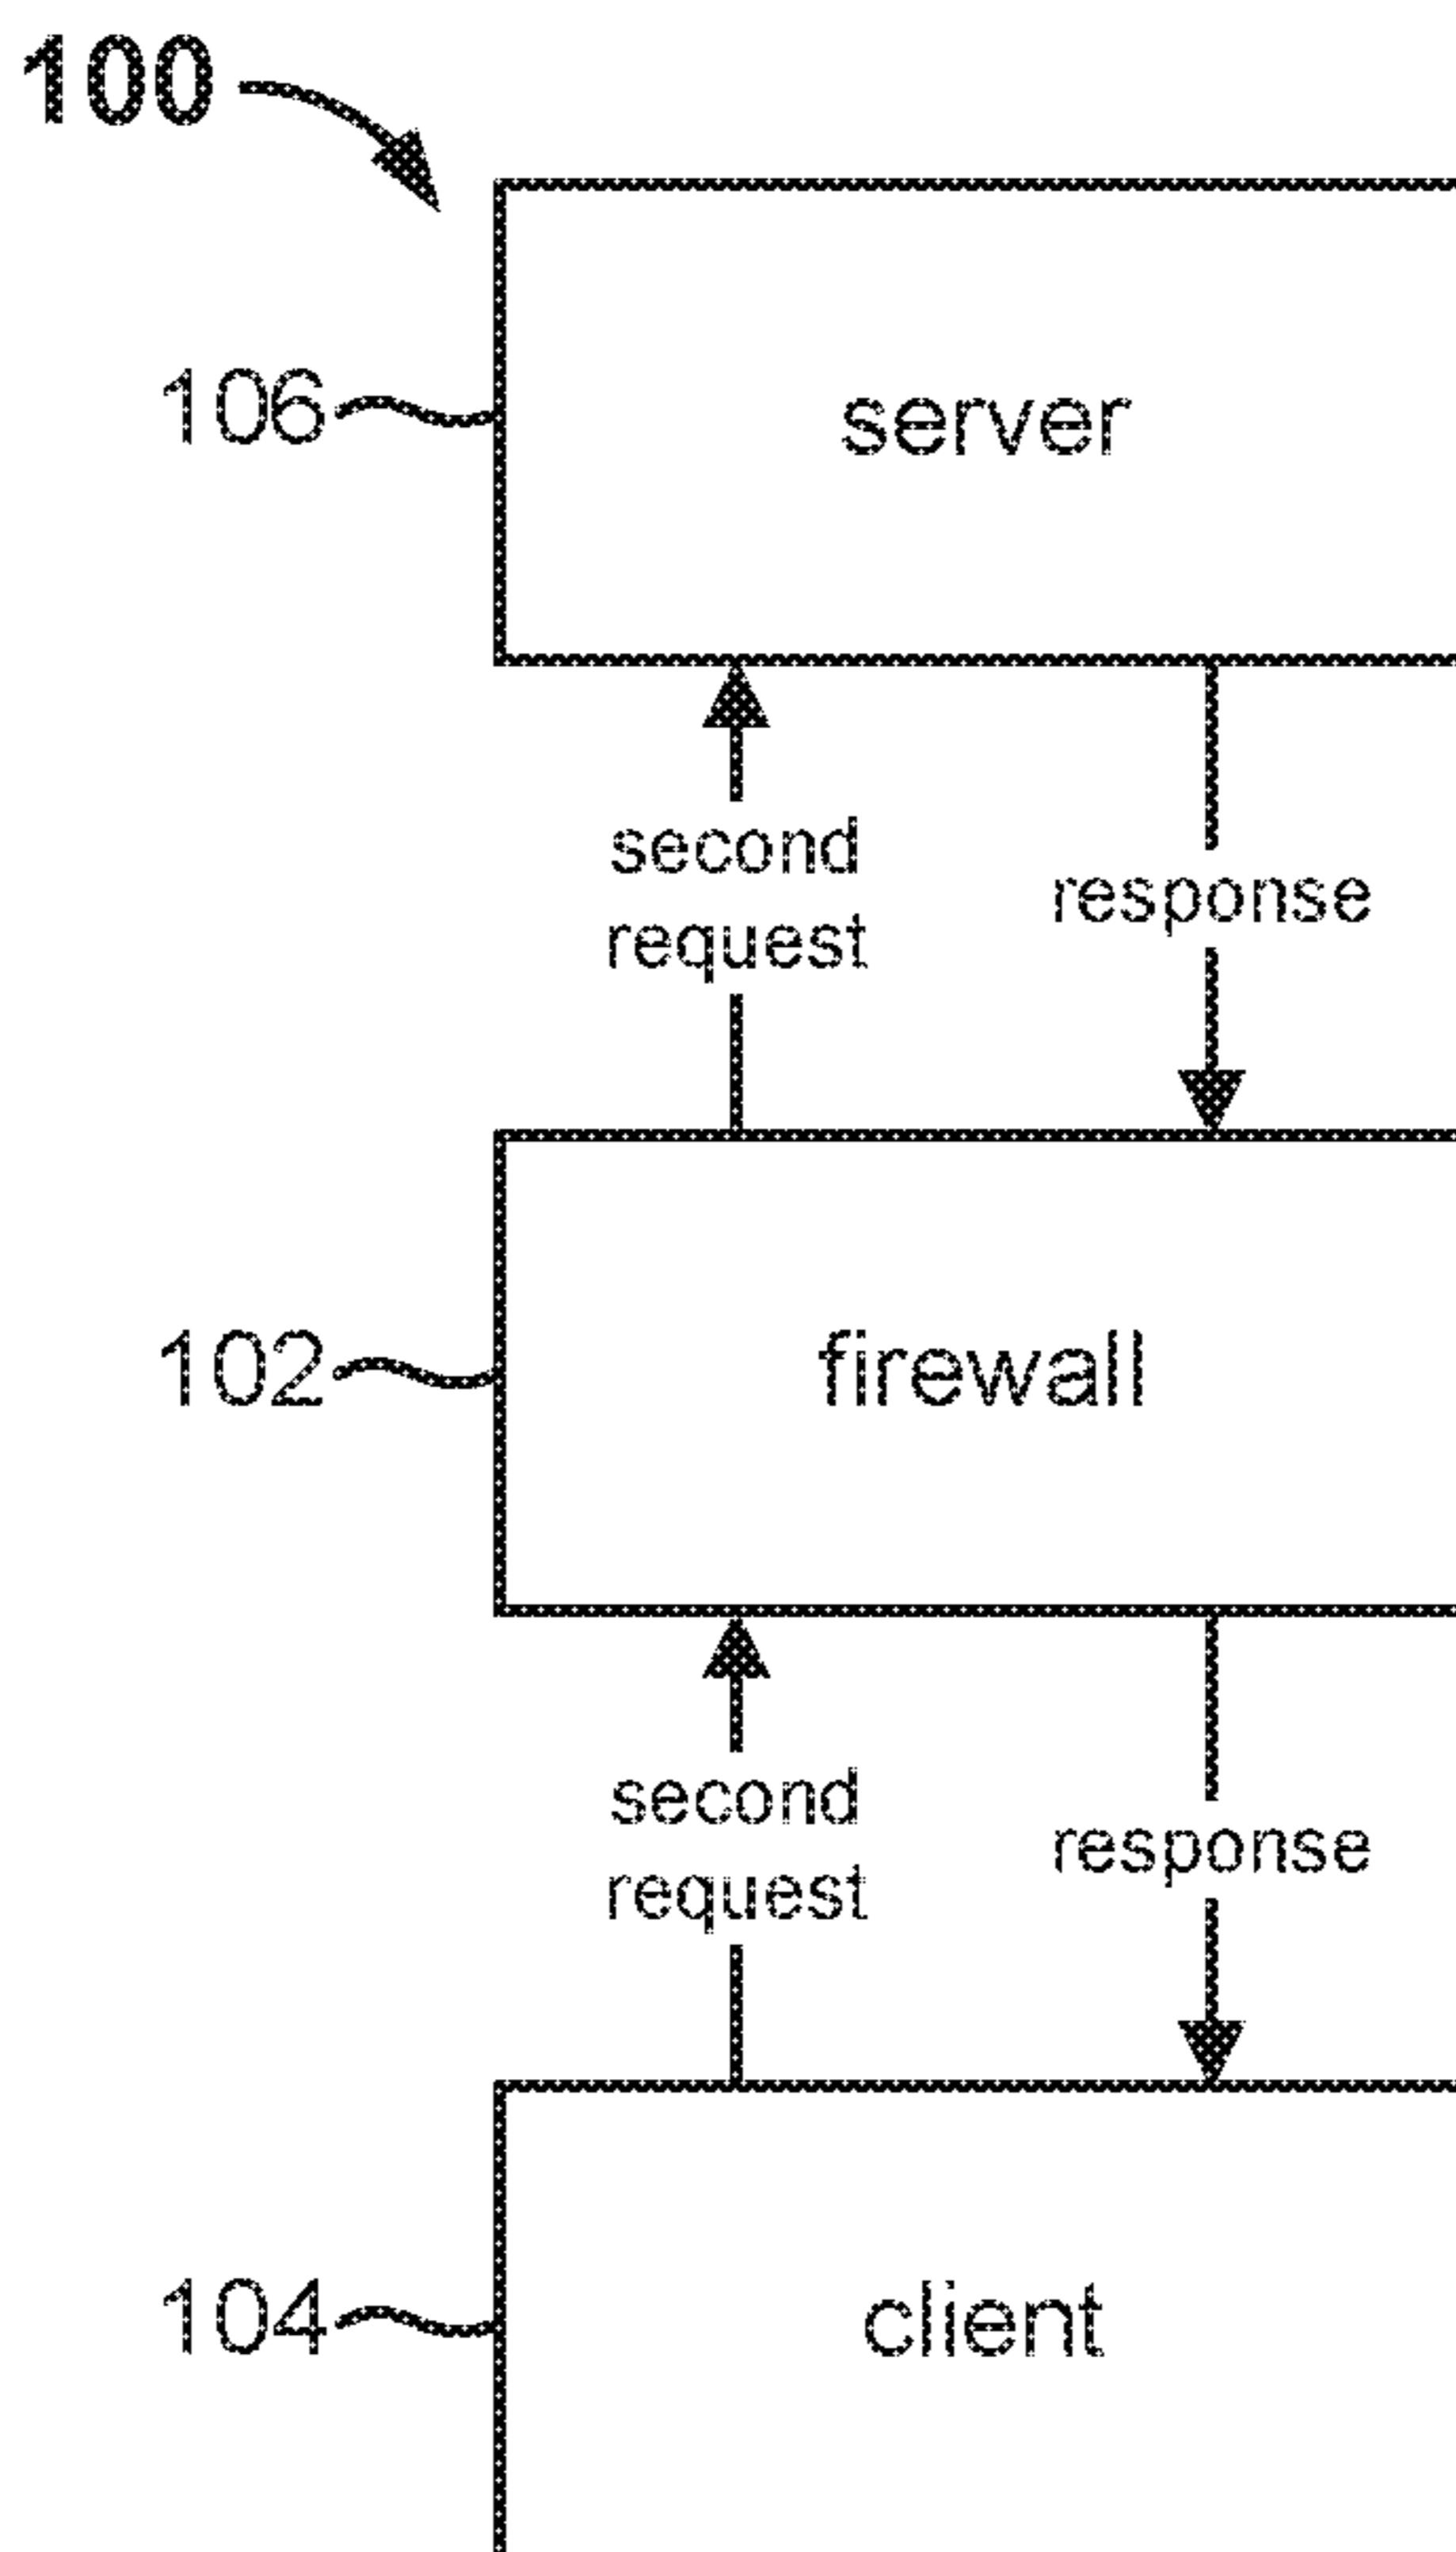 100
106
server
second
request
response
102
firewall
second
request
response
104
client